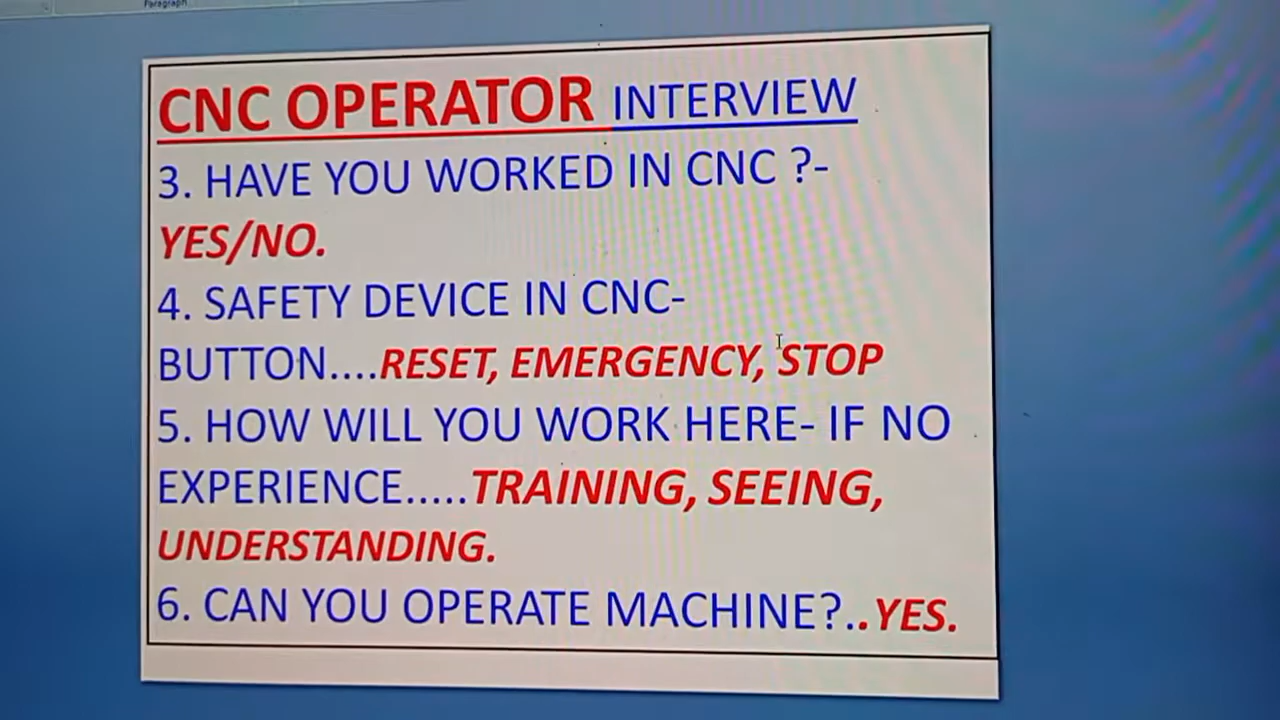 Paragraph
CNC OPERATOR INTERVIEW
3. HAVE YOU WORKED IN CNC ?-
YES/NO.
4. SAFETY DEVICE IN CNC-
BUTTON....RESET, EMERGENCY, STOP
5. HOW WILL YOU WORK HERE- IF NO
EXPERIENCE.....TRAINING, SEEING,
UNDERSTANDING.
6. CAN YOU OPERATE MACHINE?..YES.